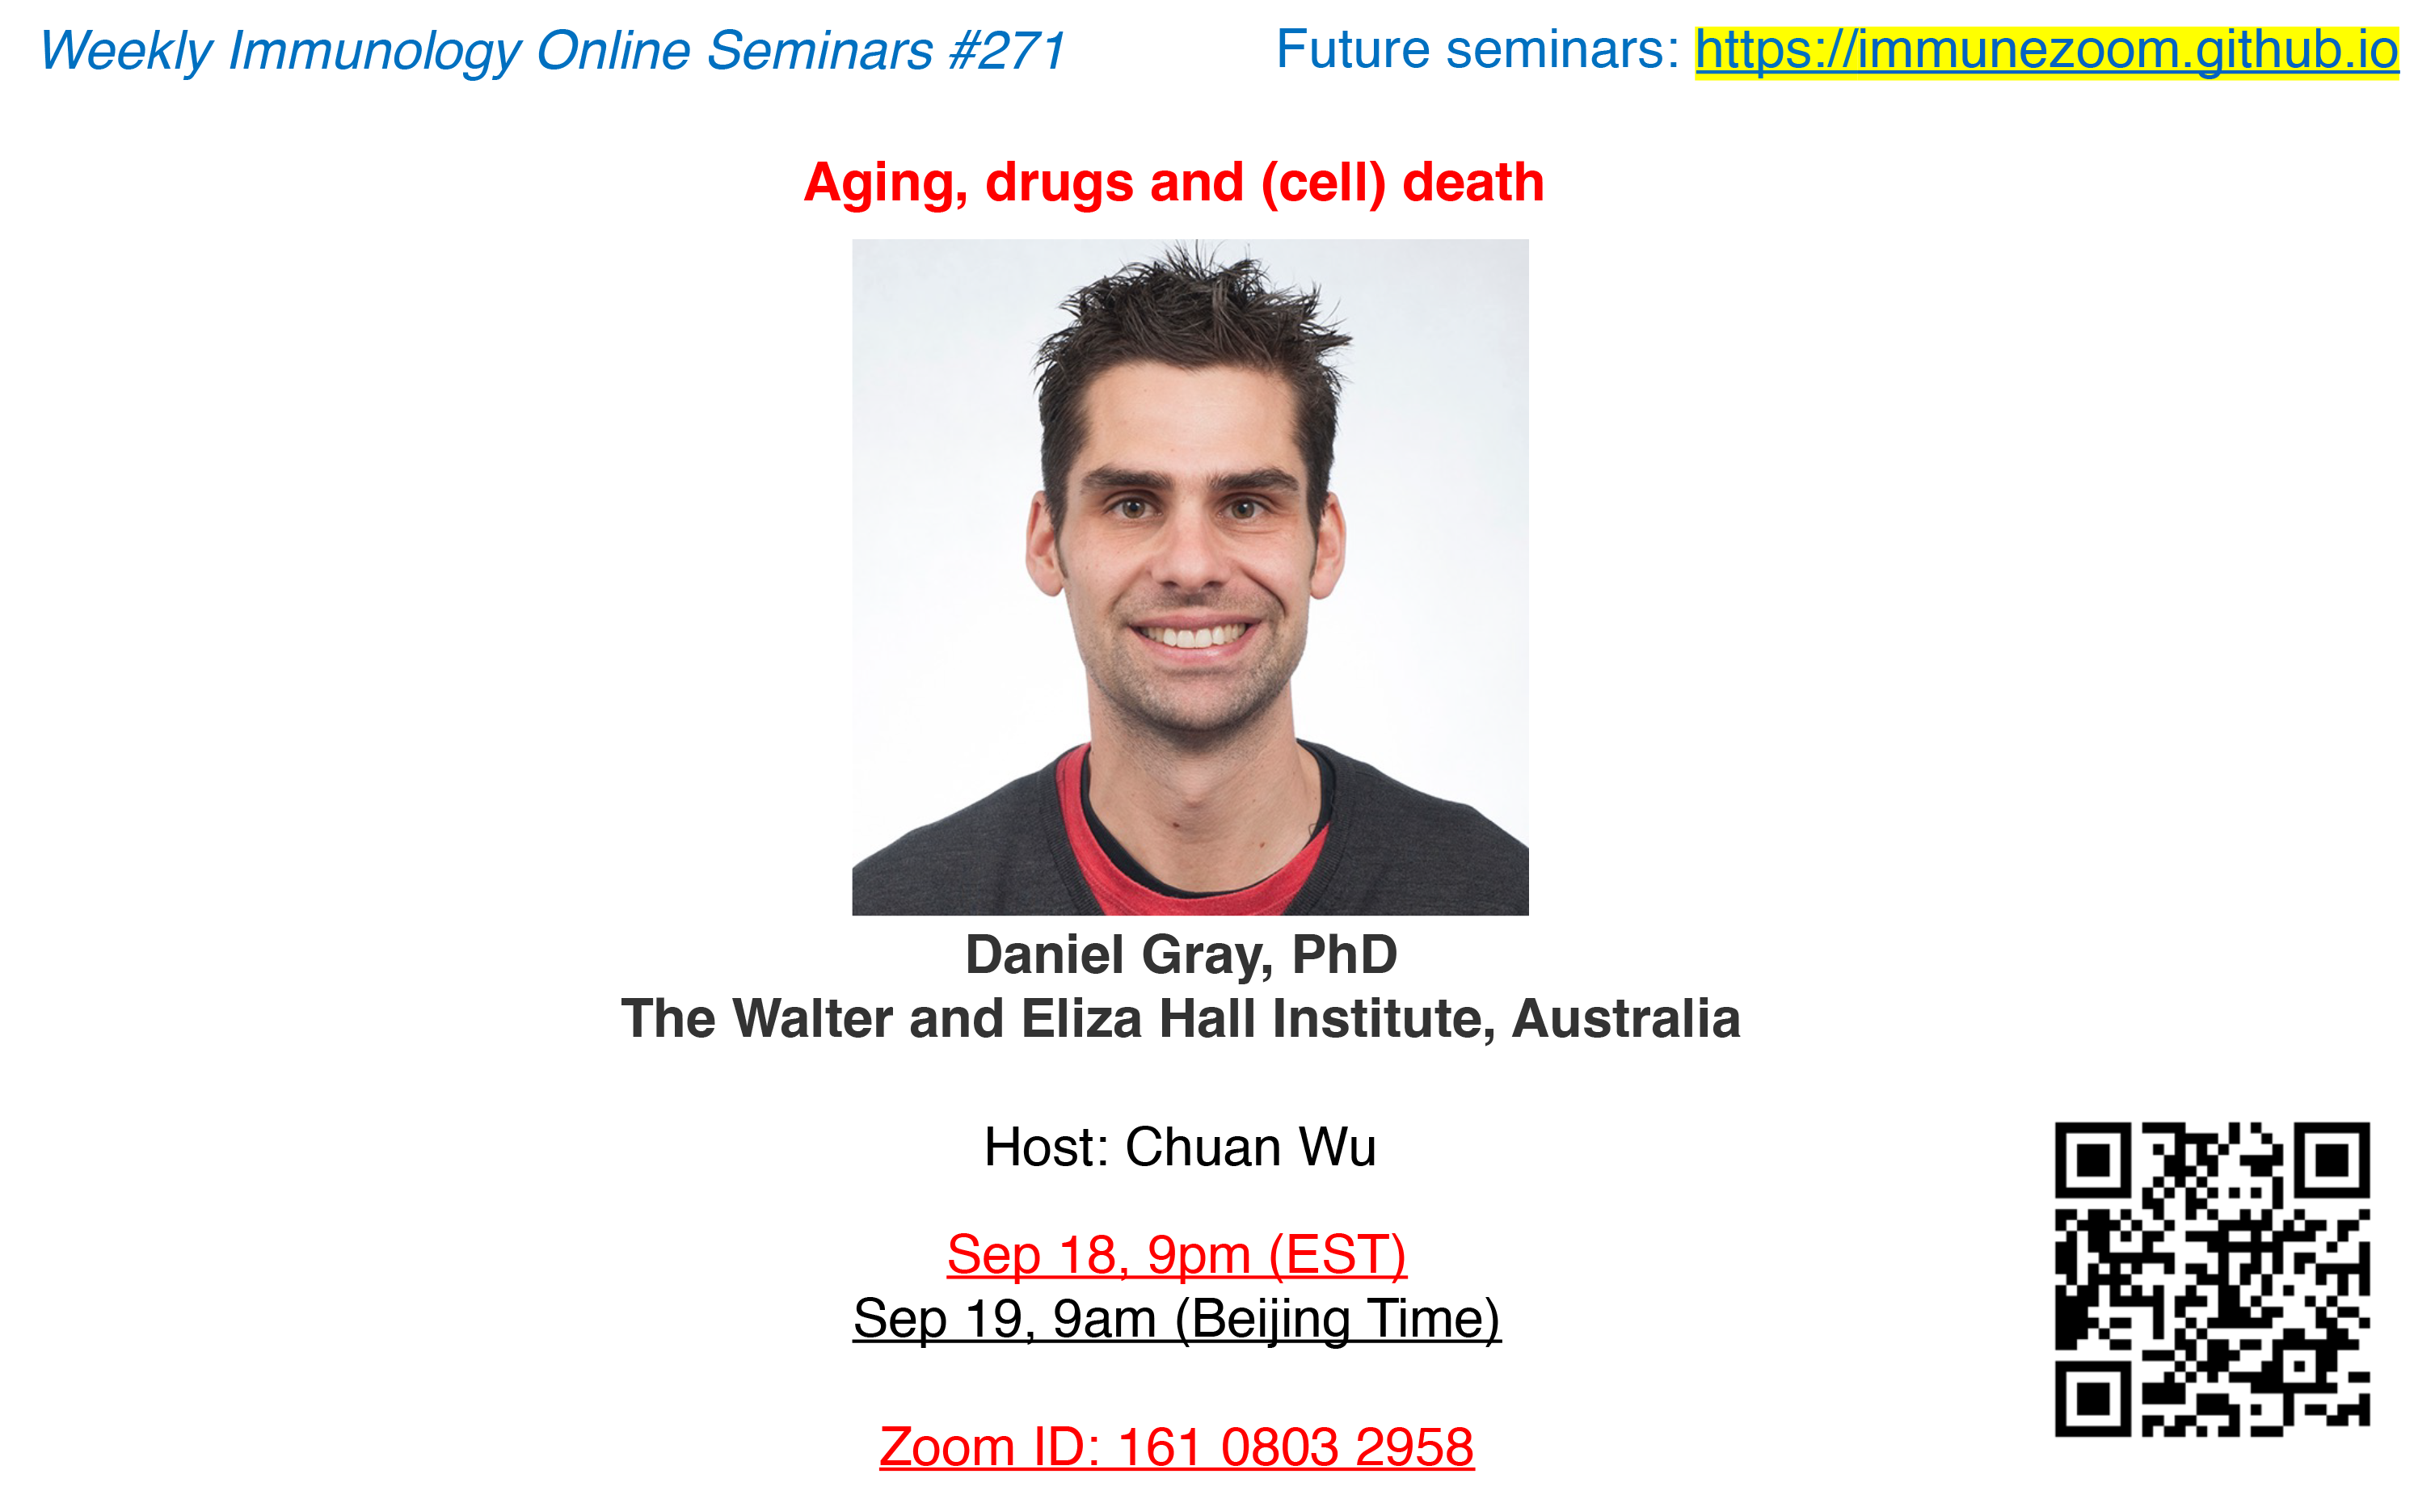 Weekly Immunology Online Seminars #271
Future seminars: https://immunezoom.github.io
Aging, drugs and (cell) death
Daniel Gray, PhD
The Walter and Eliza Hall Institute, Australia
Host: Chuan Wu
Sep 18, 9pm (EST)
Sep 19, 9am (Beijing Time)
Zoom ID: 161 0803 2958